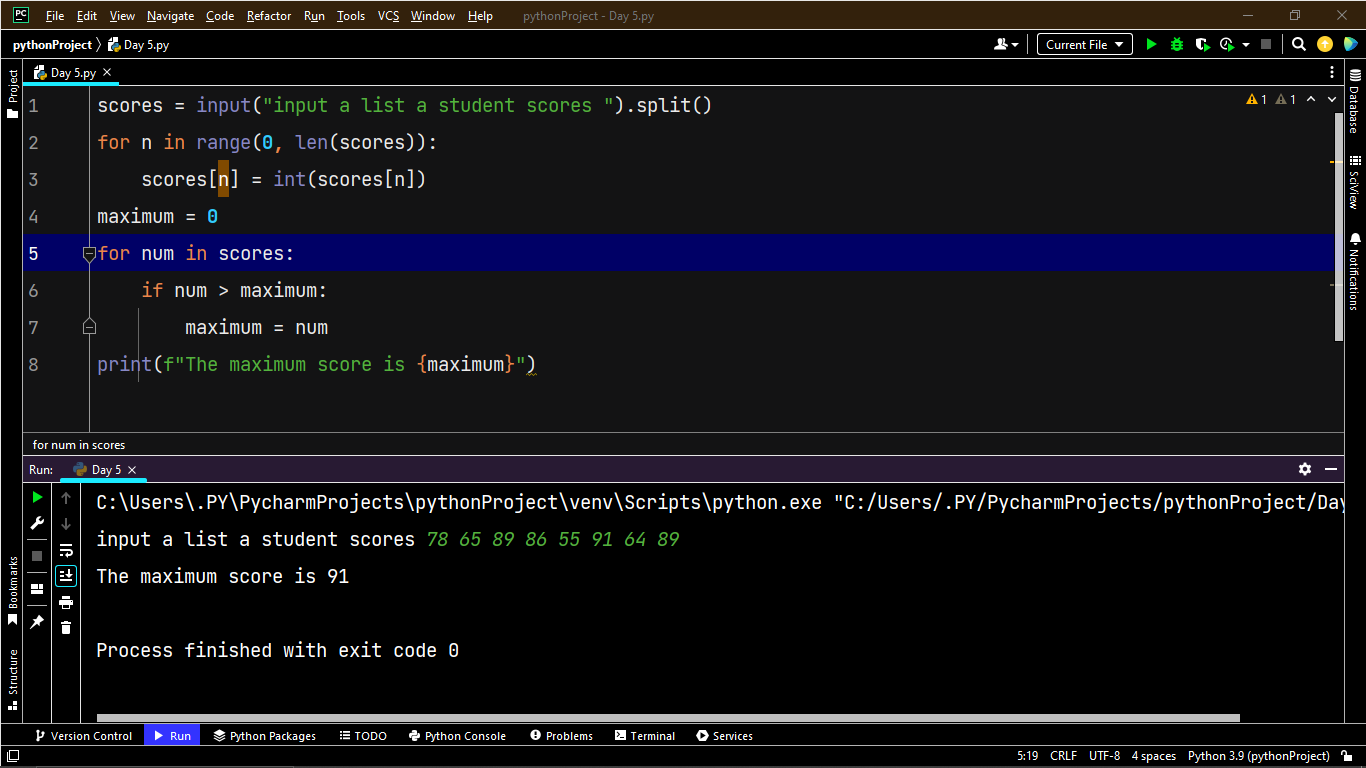 PC File Edit View Navigate Code Refactor Run Tools VCS Window Help pythonProject - Day 5.py
pythonProject Day 5.py Current File
Project
Day 5.py
1 scores = input("input a list a student scores ").split()
1 1
2 for n in range(0, len(scores)):
3 scores[n] = int(scores[n])
4 maximum = 0
5 for num in scores:
6 if num > maximum:
7 maximum = num
8 print(f"The maximum score is {maximum}")
Database
SciView
Notifications
for num in scores
Run: Day 5
C:\Users\.PY\PycharmProjects\pythonProject\venv\Scripts\python.exe "C:/Users/.PY/PycharmProjects/pythonProject/Day
input a list a student scores 78 65 89 86 55 91 64 89
The maximum score is 91
Process finished with exit code 0
Bookmarks
Structure
Version Control Run Python Packages TODO Python Console Problems Terminal Services
5:19 CRLF UTF-8 4 spaces Python 3.9 (pythonProject)